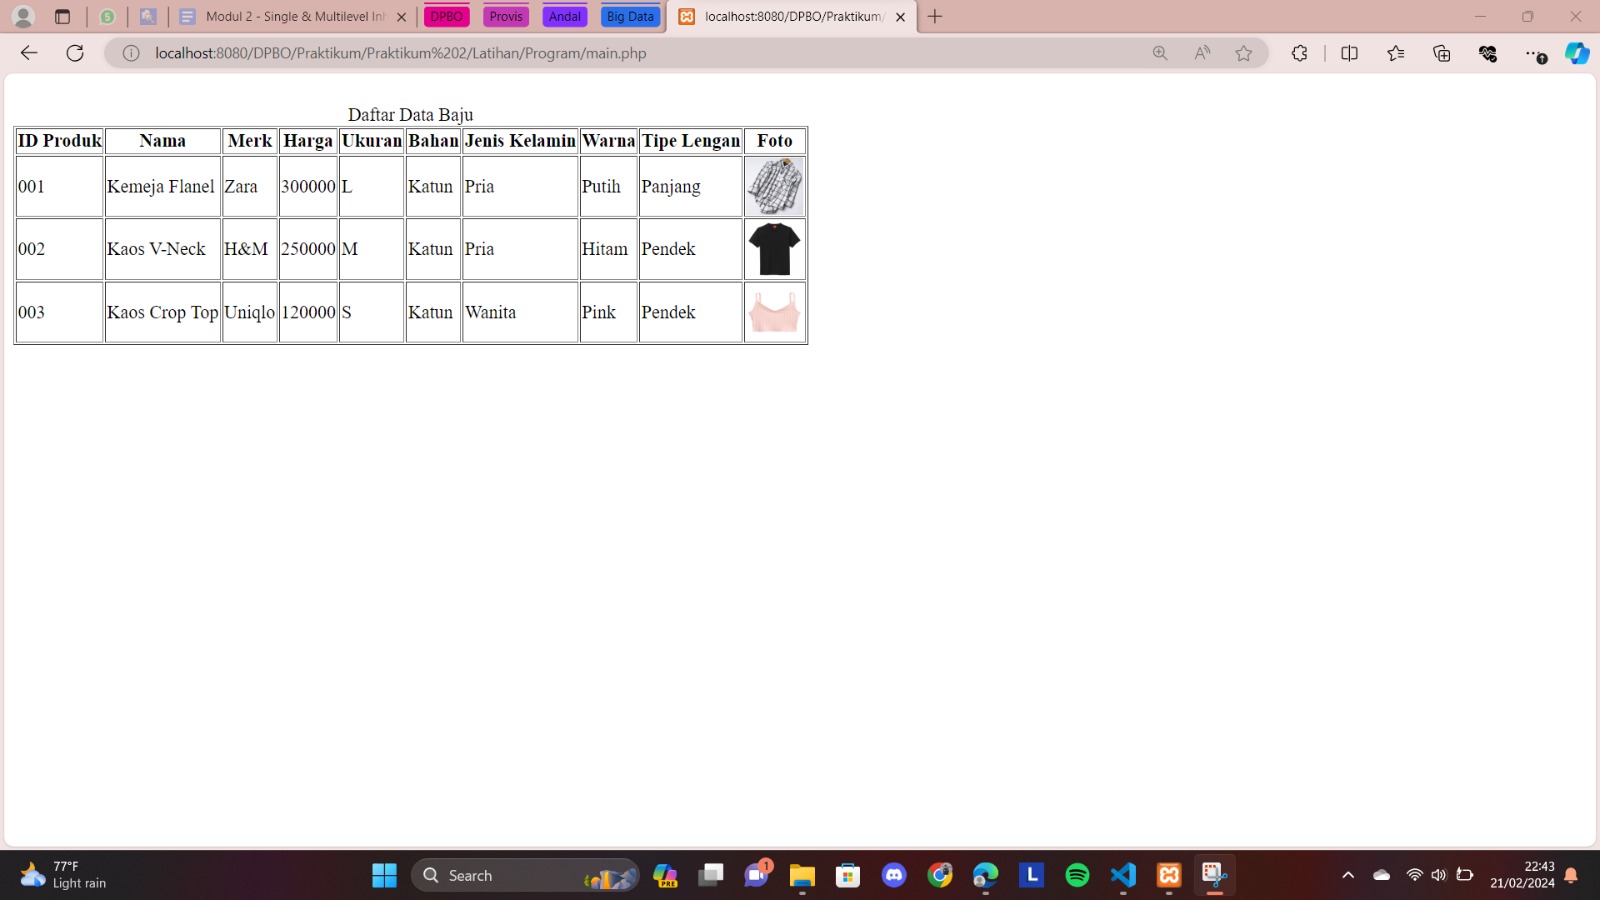 Modul 2 - Single & Multilevel Inh
DPBO
Provis
Andal
Big Data
localhost:8080/DPBO/Praktikum/
localhost:8080/DPBO/Praktikum/Praktikum%202/Latihan/Program/main.php
Daftar Data Baju
ID Produk Nama Merk Harga Ukuran Bahan Jenis Kelamin Warna Tipe Lengan Foto
001 Kemeja Flanel Zara 300000 L Katun Pria Putih Panjang
002 Kaos V-Neck H&M 250000 M Katun Pria Hitam Pendek
003 Kaos Crop Top Uniqlo 120000 S Katun Wanita Pink Pendek
77°F
Light rain
Search
PRE
1
L
22:43
21/02/2024